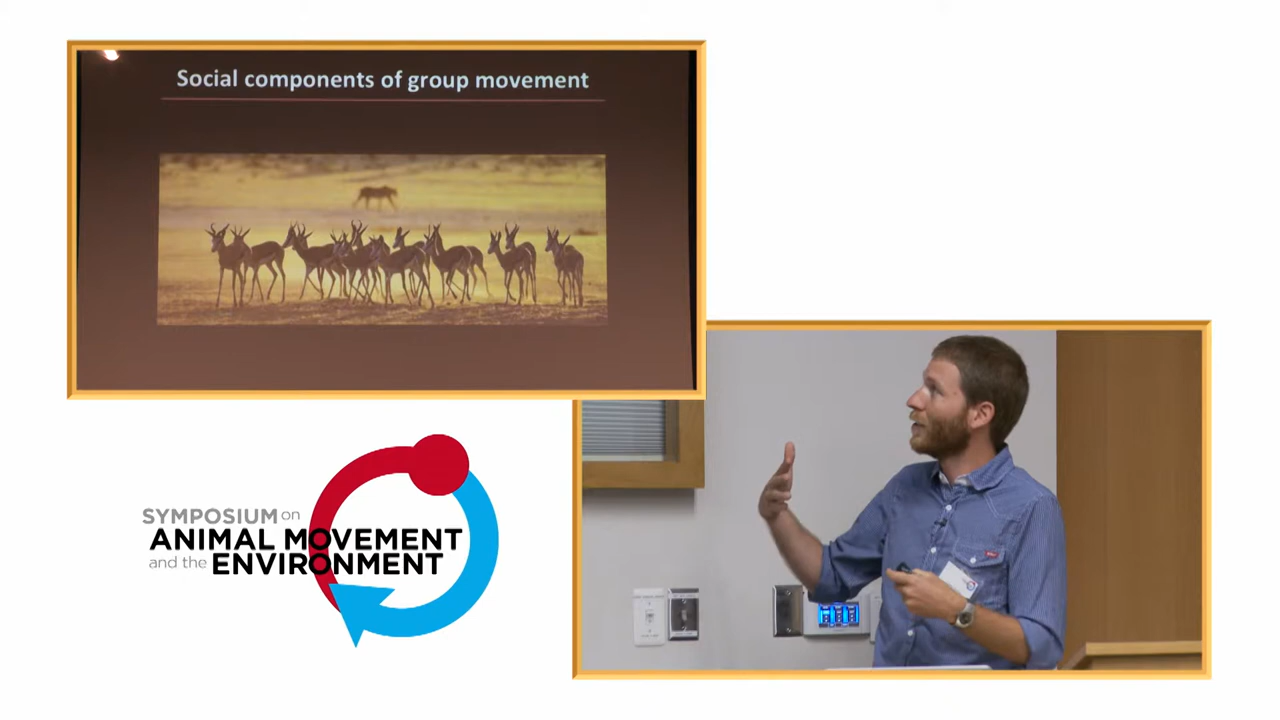 Social components of group movement
SYMPOSIUM on
ANIMAL MOVEMENT
and the ENVIRONMENT